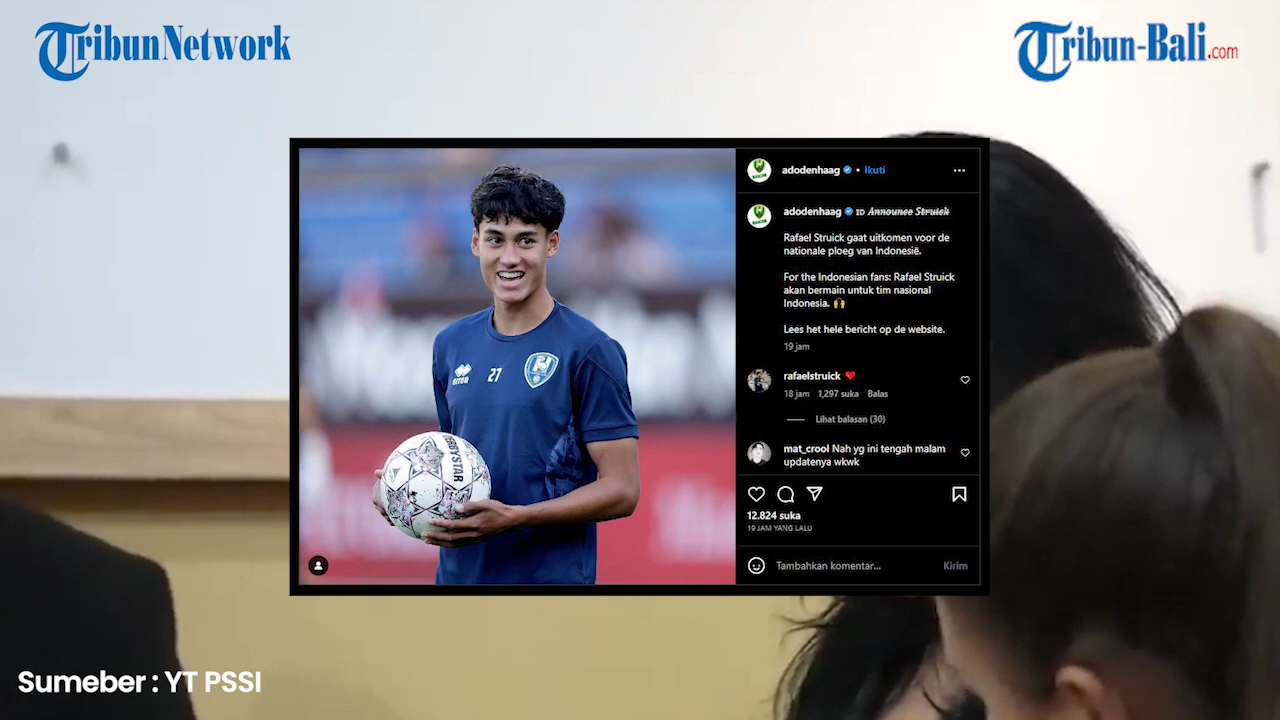 Tribun Network
Tribun-Bali.com
adodenhaag • Ikuti
adodenhaag ID Announce Struick
Rafael Struick gaat uitkomen voor de
nationale ploeg van Indonesië.
For the Indonesian fans: Rafael Struick
akan bermain untuk tim nasional
Indonesia. 🙌
Lees het hele bericht op de website.
19 jam
rafaelstruick ❤️
18 jam 1,297 suka Balas
Lihat balasan (30)
mat_crool Nah yg ini tengah malam
updatenya wkwk
12.824 suka
19 JAM YANG LALU
Tambahkan komentar... Kirim
27
DERBYSTAR
Sumeber : YT PSSI